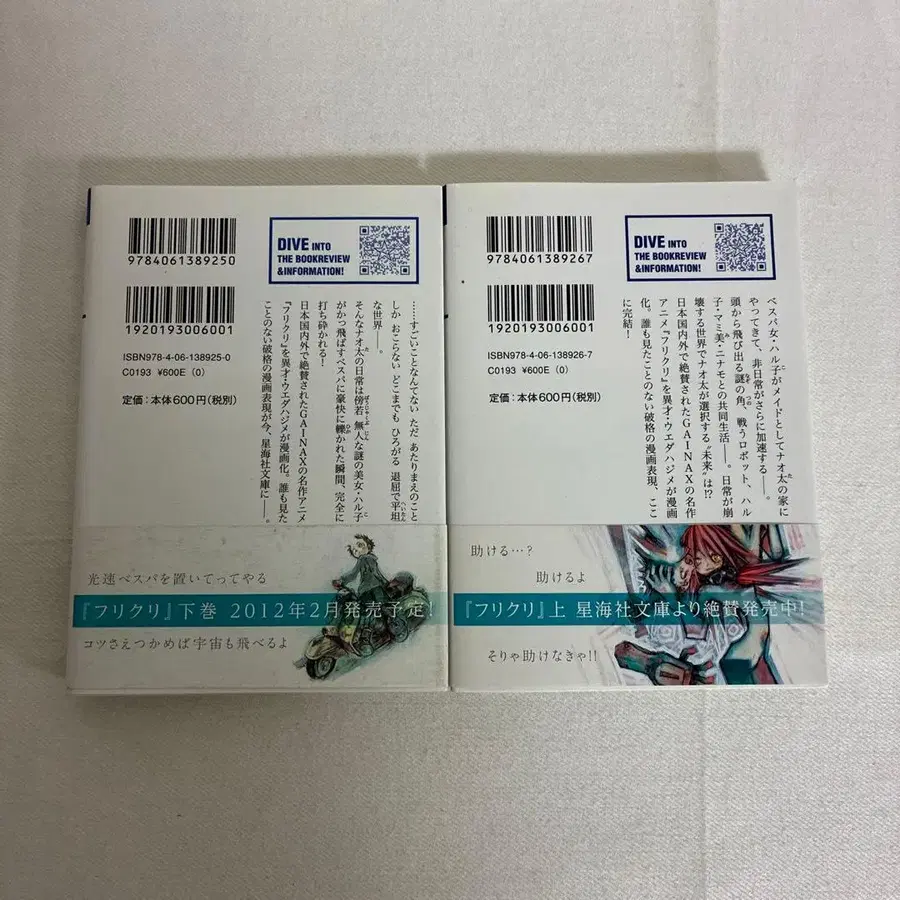 9784061389250
1920193006001
ISBN978-4-06-138925-0
C0193 ¥600E (0)
定価:本体600円(税別)
DIVE INTO
THE BOOKREVIEW
&INFORMATION!
……すごいことなんてない ただ あたりまえのこと
しか おこらない どこまでも ひろがる 退屈で平坦
な世界――。
そんなナオ太の日常は傍若無人な謎の美女・ハル子
がかっ飛ばすベスパに豪快に轢かれた瞬間、完全に
打ち砕かれる!
日本国内外で絶賛されたGAINAXの名作アニメ
『フリクリ』を異才・ウエダハジメが漫画化。誰も見た
ことのない破格の漫画表現が今、星海社文庫に――。
光速ベスパを置いてってやる
『フリクリ』下巻 2012年2月発売予定!
コツさえつかめば宇宙も飛べるよ
9784061389267
1920193006001
ISBN978-4-06-138926-7
C0193 ¥600E (0)
定価:本体600円(税別)
DIVE INTO
THE BOOKREVIEW
&INFORMATION!
ベスパ女・ハル子がメイドとしてナオ太の家に
やってきて、非日常がさらに加速する――。
頭から飛び出る謎の角、戦うロボット、ハル
子・マミ美・ニナモとの共同生活――。日常が崩
壊する世界でナオ太が選択する"未来"は!?
日本国内外で絶賛されたGAINAXの名作
アニメ『フリクリ』を異才・ウエダハジメが漫画
化。誰も見たことのない破格の漫画表現、ここ
に完結!
助ける…?
助けるよ
『フリクリ』上 星海社文庫より絶賛発売中!
そりゃ助けなきゃ!!